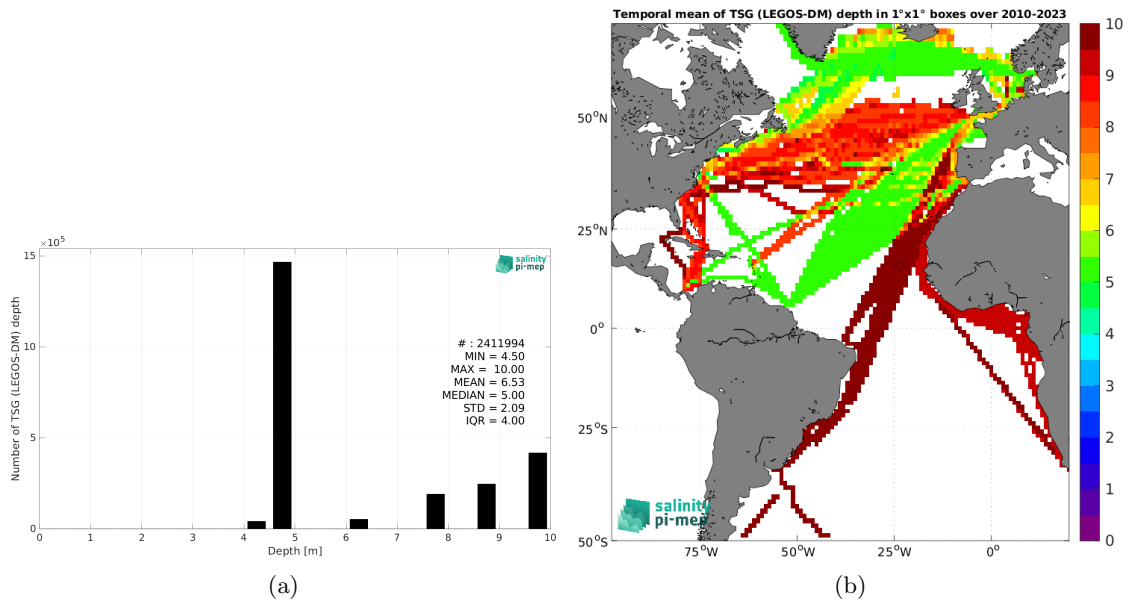 ×10⁵
15
10
5
0
Number of TSG (LEGOS-DM) depth
salinity
pi-mep
# : 2411994
MIN = 4.50
MAX = 10.00
MEAN = 6.53
MEDIAN = 5.00
STD = 2.09
IQR = 4.00
0 1 2 3 4 5 6 7 8 9 10
Depth [m]
(a)
Temporal mean of TSG (LEGOS-DM) depth in 1°x1° boxes over 2010-2023
50°N
25°N
0°
25°S
50°S
75°W 50°W 25°W 0°
salinity
pi-mep
10
9
8
7
6
5
4
3
2
1
0
(b)